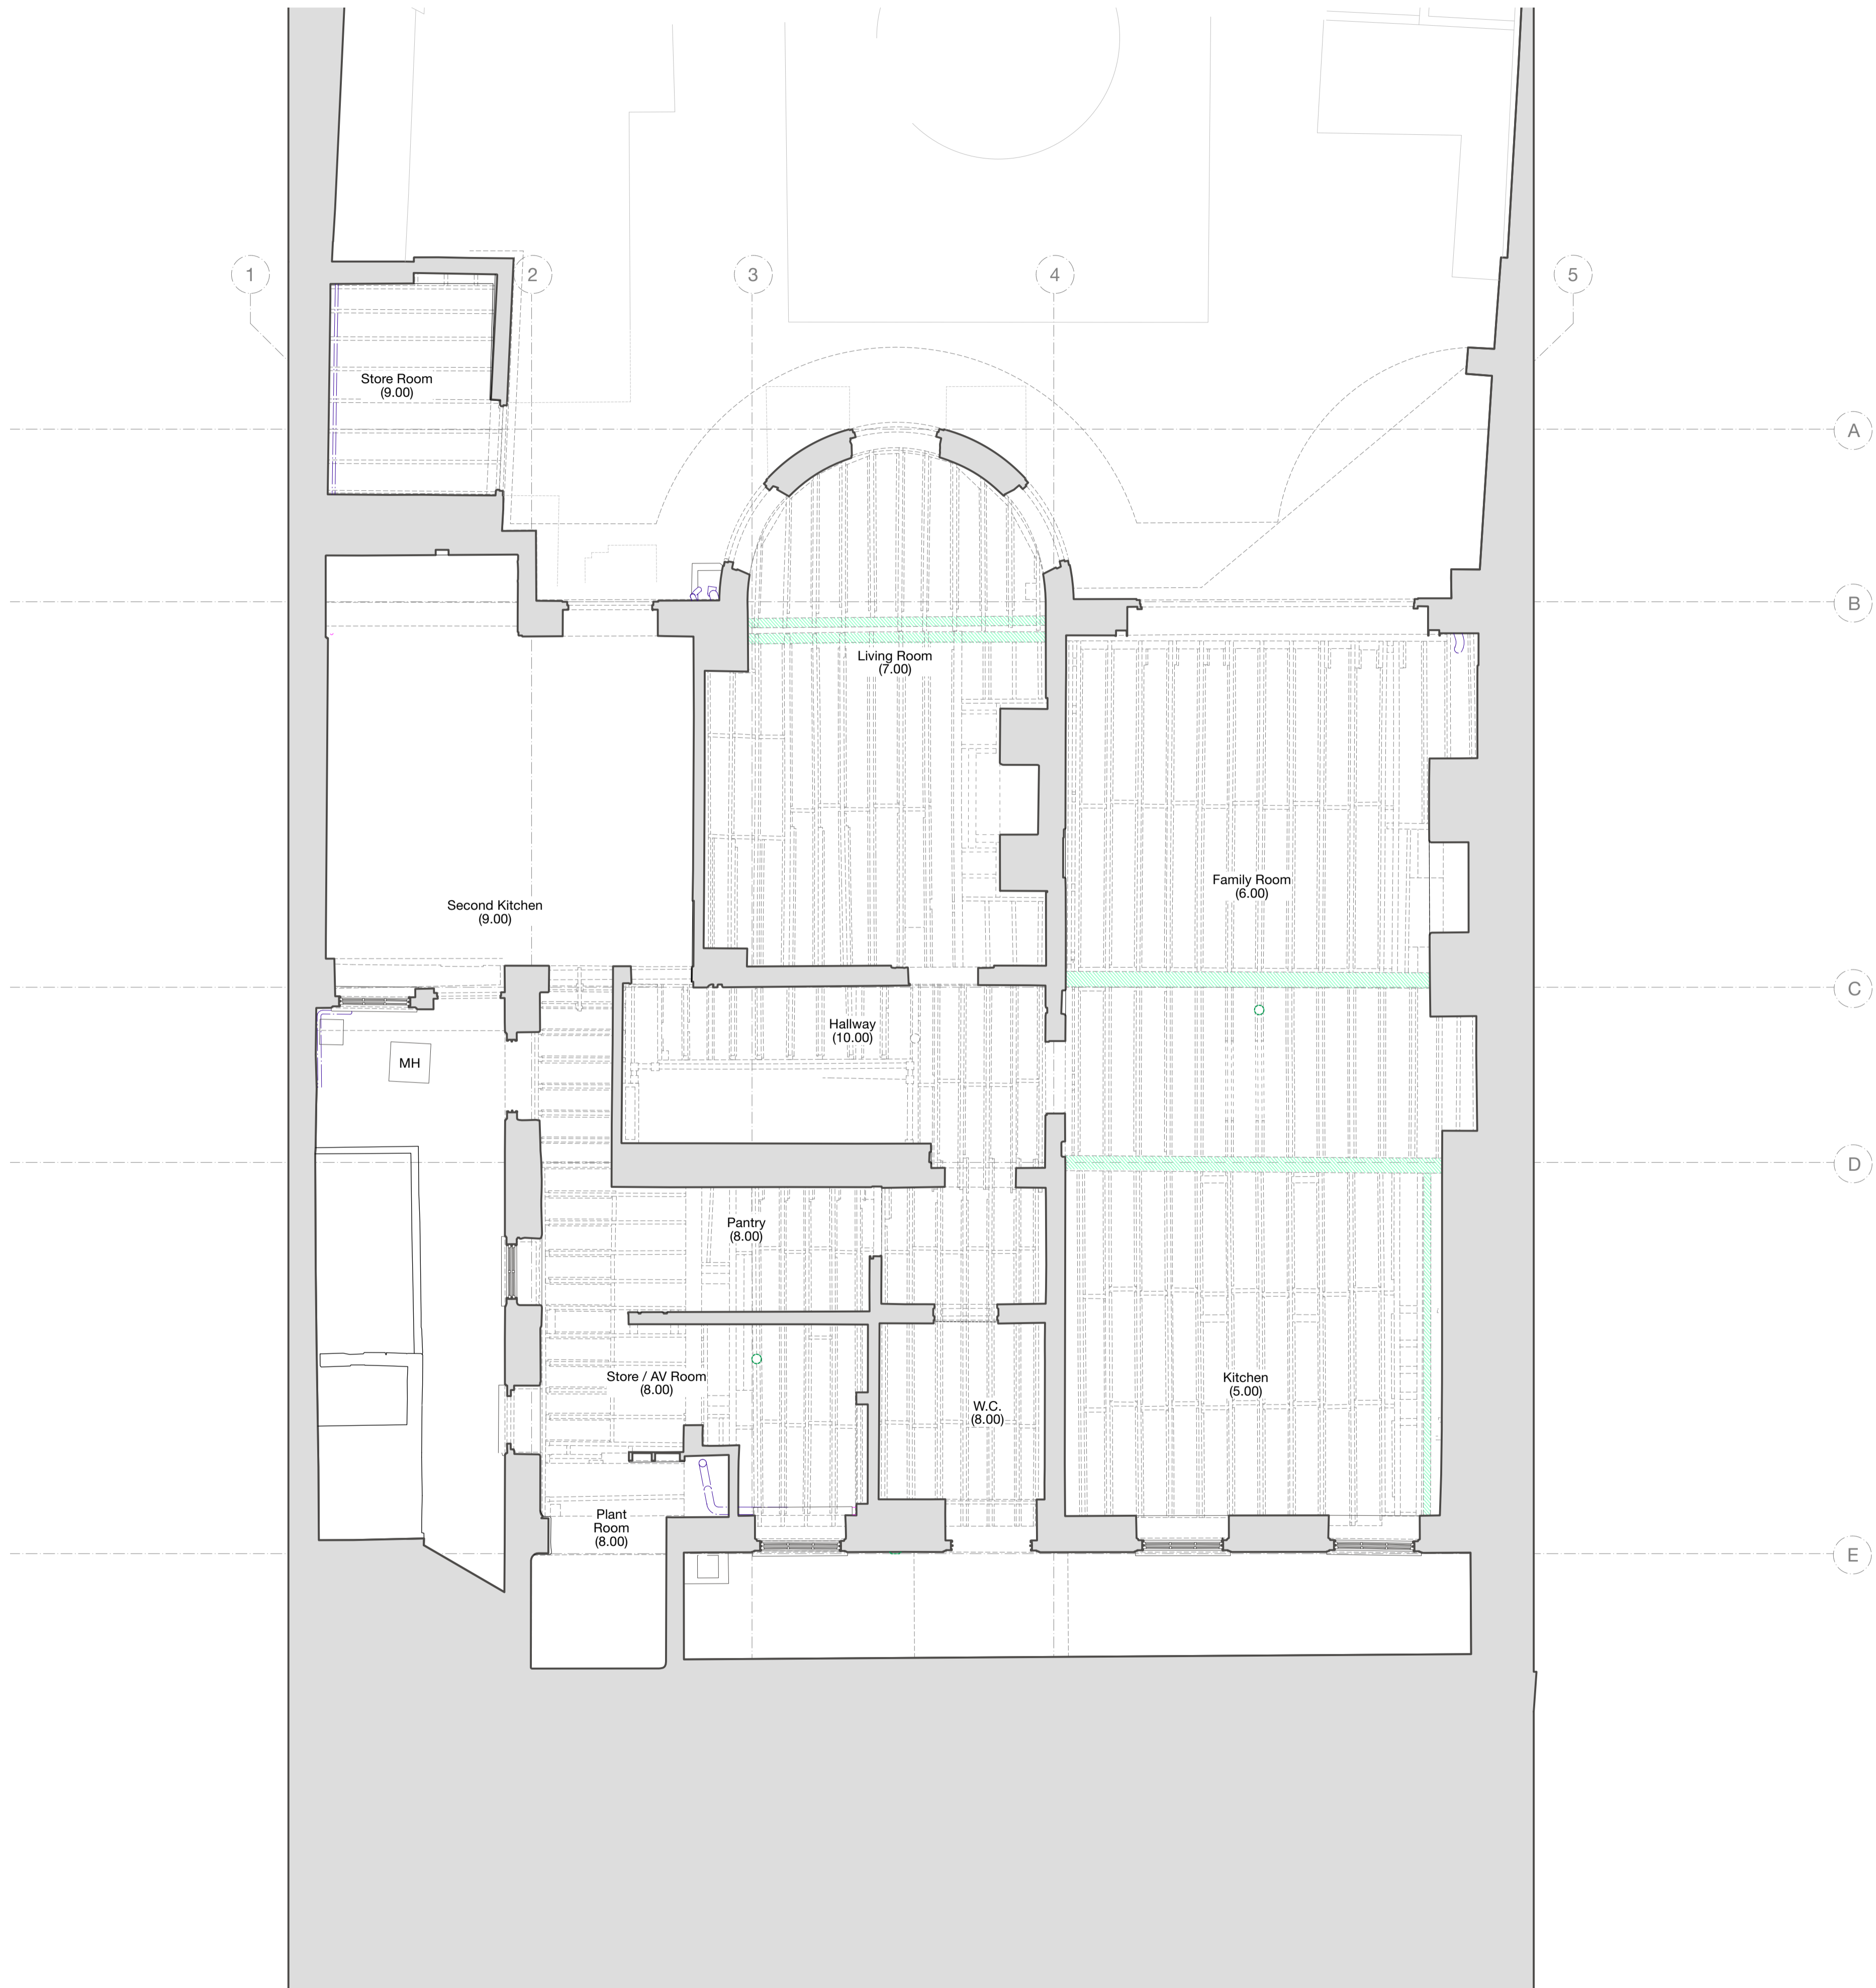 1
2
3
4
5
Store Room
(9.00)
A
B
Living Room
(7.00)
Family Room
(6.00)
Second Kitchen
(9.00)
C
Hallway
(10.00)
MH
D
Pantry
(8.00)
Store / AV Room
(8.00)
Kitchen
(5.00)
W.C.
(8.00)
Plant
Room
(8.00)
E